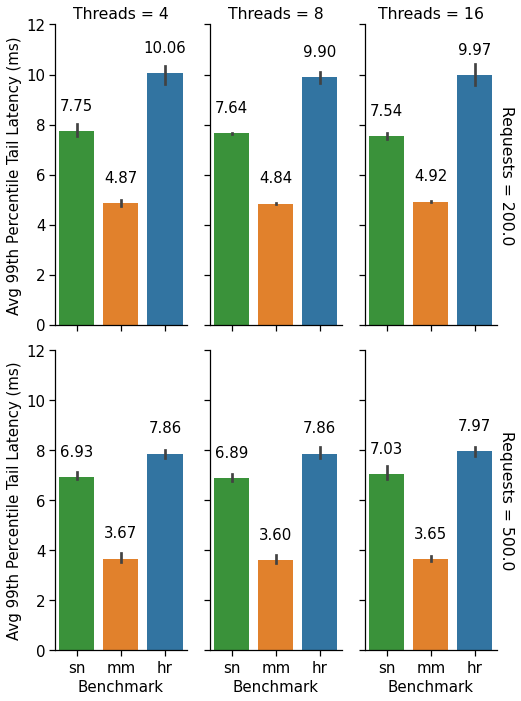 Threads = 4
Threads = 8
Threads = 16
Avg 99th Percentile Tail Latency (ms)
12
10
8
6
4
2
0
7.75
4.87
10.06
7.64
4.84
9.90
7.54
4.92
9.97
Requests = 200.0
Avg 99th Percentile Tail Latency (ms)
12
10
8
6
4
2
0
6.93
3.67
7.86
6.89
3.60
7.86
7.03
3.65
7.97
Requests = 500.0
sn mm hr
sn mm hr
sn mm hr
Benchmark
Benchmark
Benchmark